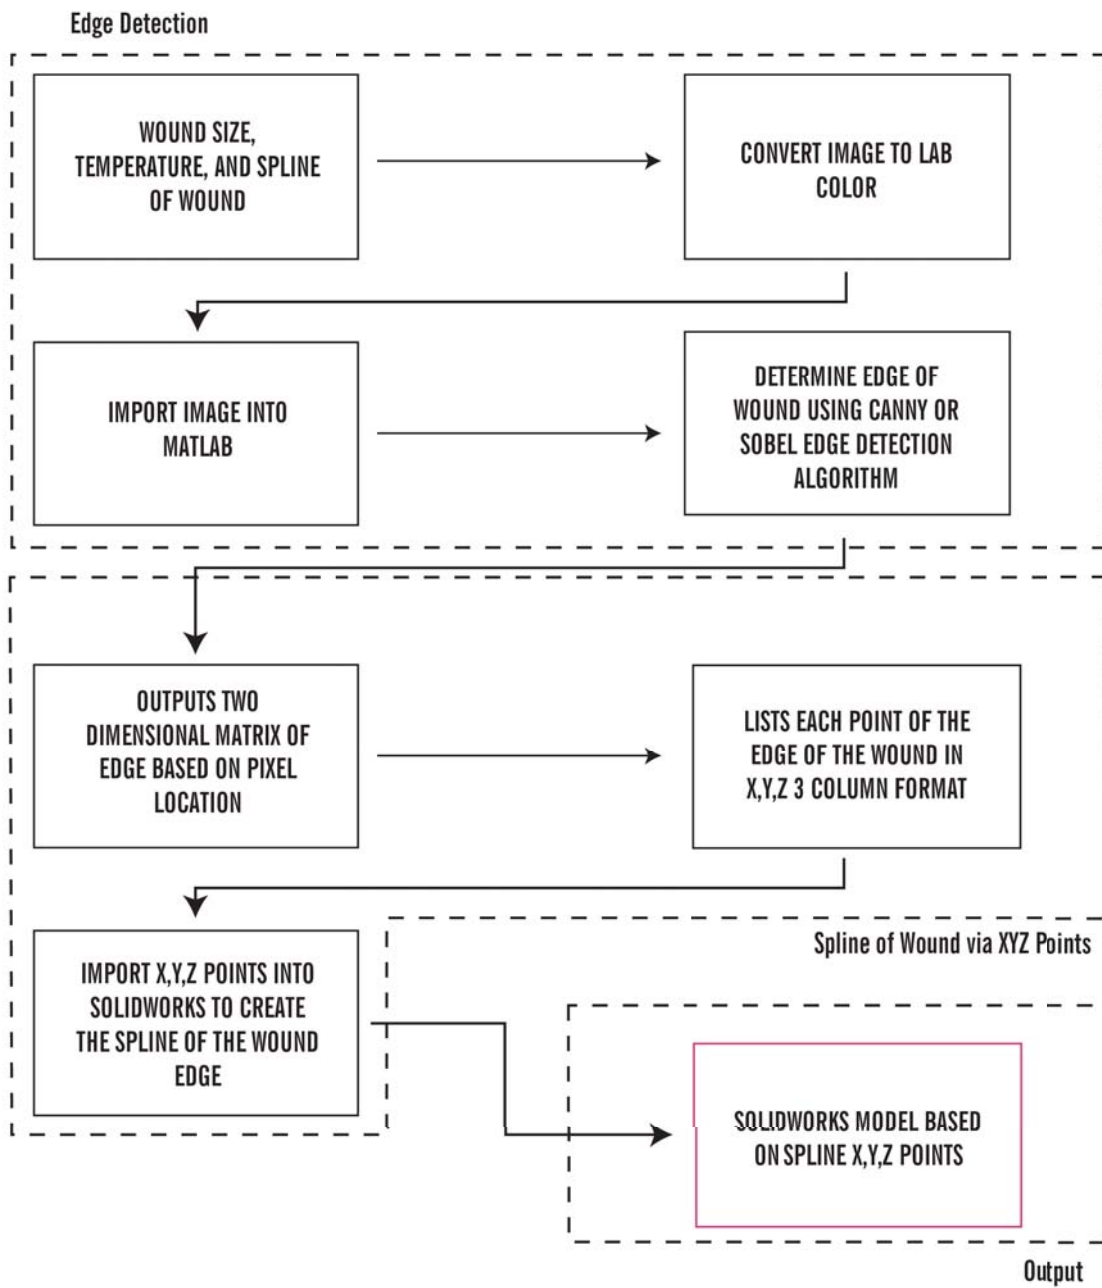 Edge Detection
WOUND SIZE,
TEMPERATURE, AND SPLINE
OF WOUND
CONVERT IMAGE TO LAB
COLOR
IMPORT IMAGE INTO
MATLAB
DETERMINE EDGE OF
WOUND USING CANNY OR
SOBEL EDGE DETECTION
ALGORITHM
OUTPUTS TWO
DIMENSIONAL MATRIX OF
EDGE BASED ON PIXEL
LOCATION
LISTS EACH POINT OF THE
EDGE OF THE WOUND IN
X,Y,Z 3 COLUMN FORMAT
IMPORT X,Y,Z POINTS INTO
SOLIDWORKS TO CREATE
THE SPLINE OF THE WOUND
EDGE
Spline of Wound via XYZ Points
SOLIDWORKS MODEL BASED
ON SPLINE X,Y,Z POINTS
Output